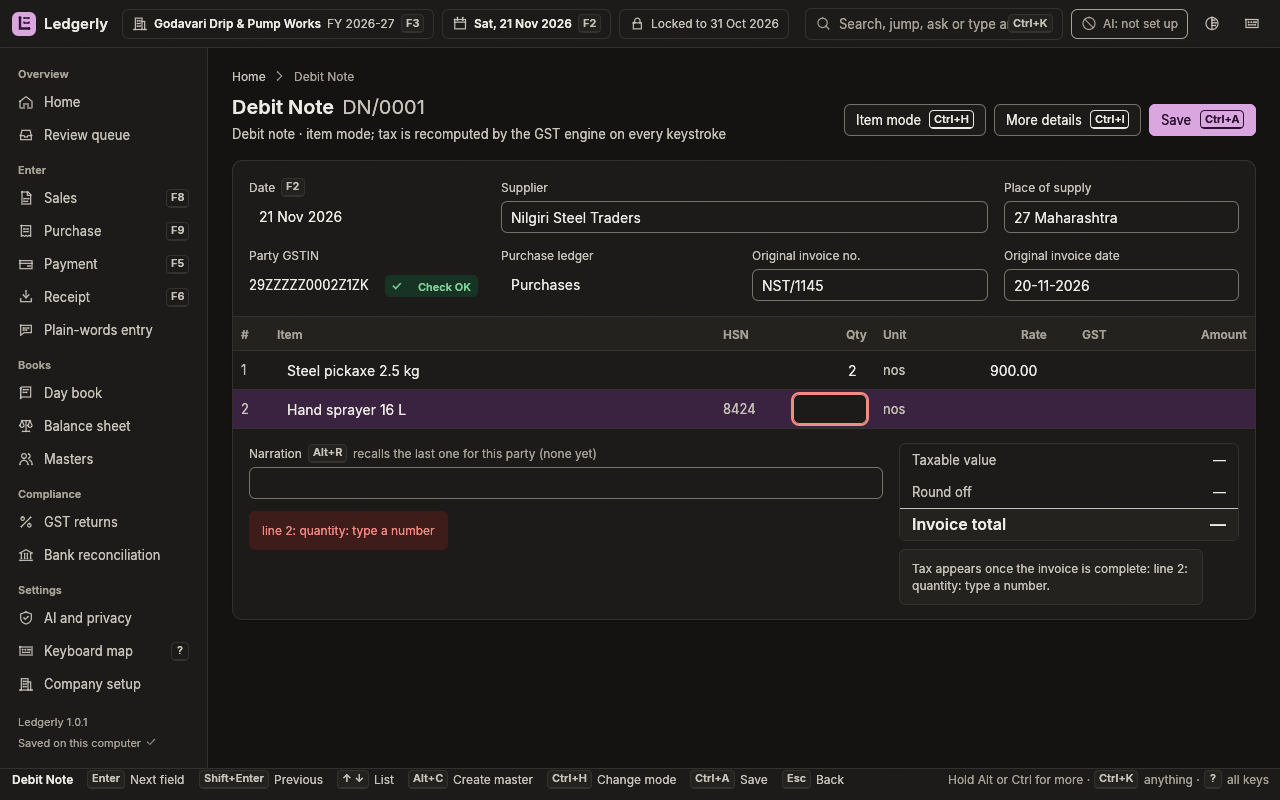 Ledgerly
Godavari Drip & Pump Works FY 2026-27 F3
Sat, 21 Nov 2026 F2
Locked to 31 Oct 2026
Search, jump, ask or type a Ctrl+K
AI: not set up
Overview
Home
Review queue
Enter
Sales F8
Purchase F9
Payment F5
Receipt F6
Plain-words entry
Books
Day book
Balance sheet
Masters
Compliance
GST returns
Bank reconciliation
Settings
AI and privacy
Keyboard map ?
Company setup
Ledgerly 1.0.1
Saved on this computer
Home Debit Note
Debit Note DN/0001
Debit note · item mode; tax is recomputed by the GST engine on every keystroke
Item mode Ctrl+H
More details Ctrl+I
Save Ctrl+A
Date F2
21 Nov 2026
Supplier
Nilgiri Steel Traders
Place of supply
27 Maharashtra
Party GSTIN
29ZZZZZ0002Z1ZK Check OK
Purchase ledger
Purchases
Original invoice no.
NST/1145
Original invoice date
20-11-2026
# Item HSN Qty Unit Rate GST Amount
1 Steel pickaxe 2.5 kg 2 nos 900.00
2 Hand sprayer 16 L 8424 nos
Narration Alt+R recalls the last one for this party (none yet)
line 2: quantity: type a number
Taxable value —
Round off —
Invoice total —
Tax appears once the invoice is complete: line 2:
quantity: type a number.
Debit Note Enter Next field Shift+Enter Previous ↑ ↓ List Alt+C Create master Ctrl+H Change mode Ctrl+A Save Esc Back Hold Alt or Ctrl for more · Ctrl+K anything · ? all keys